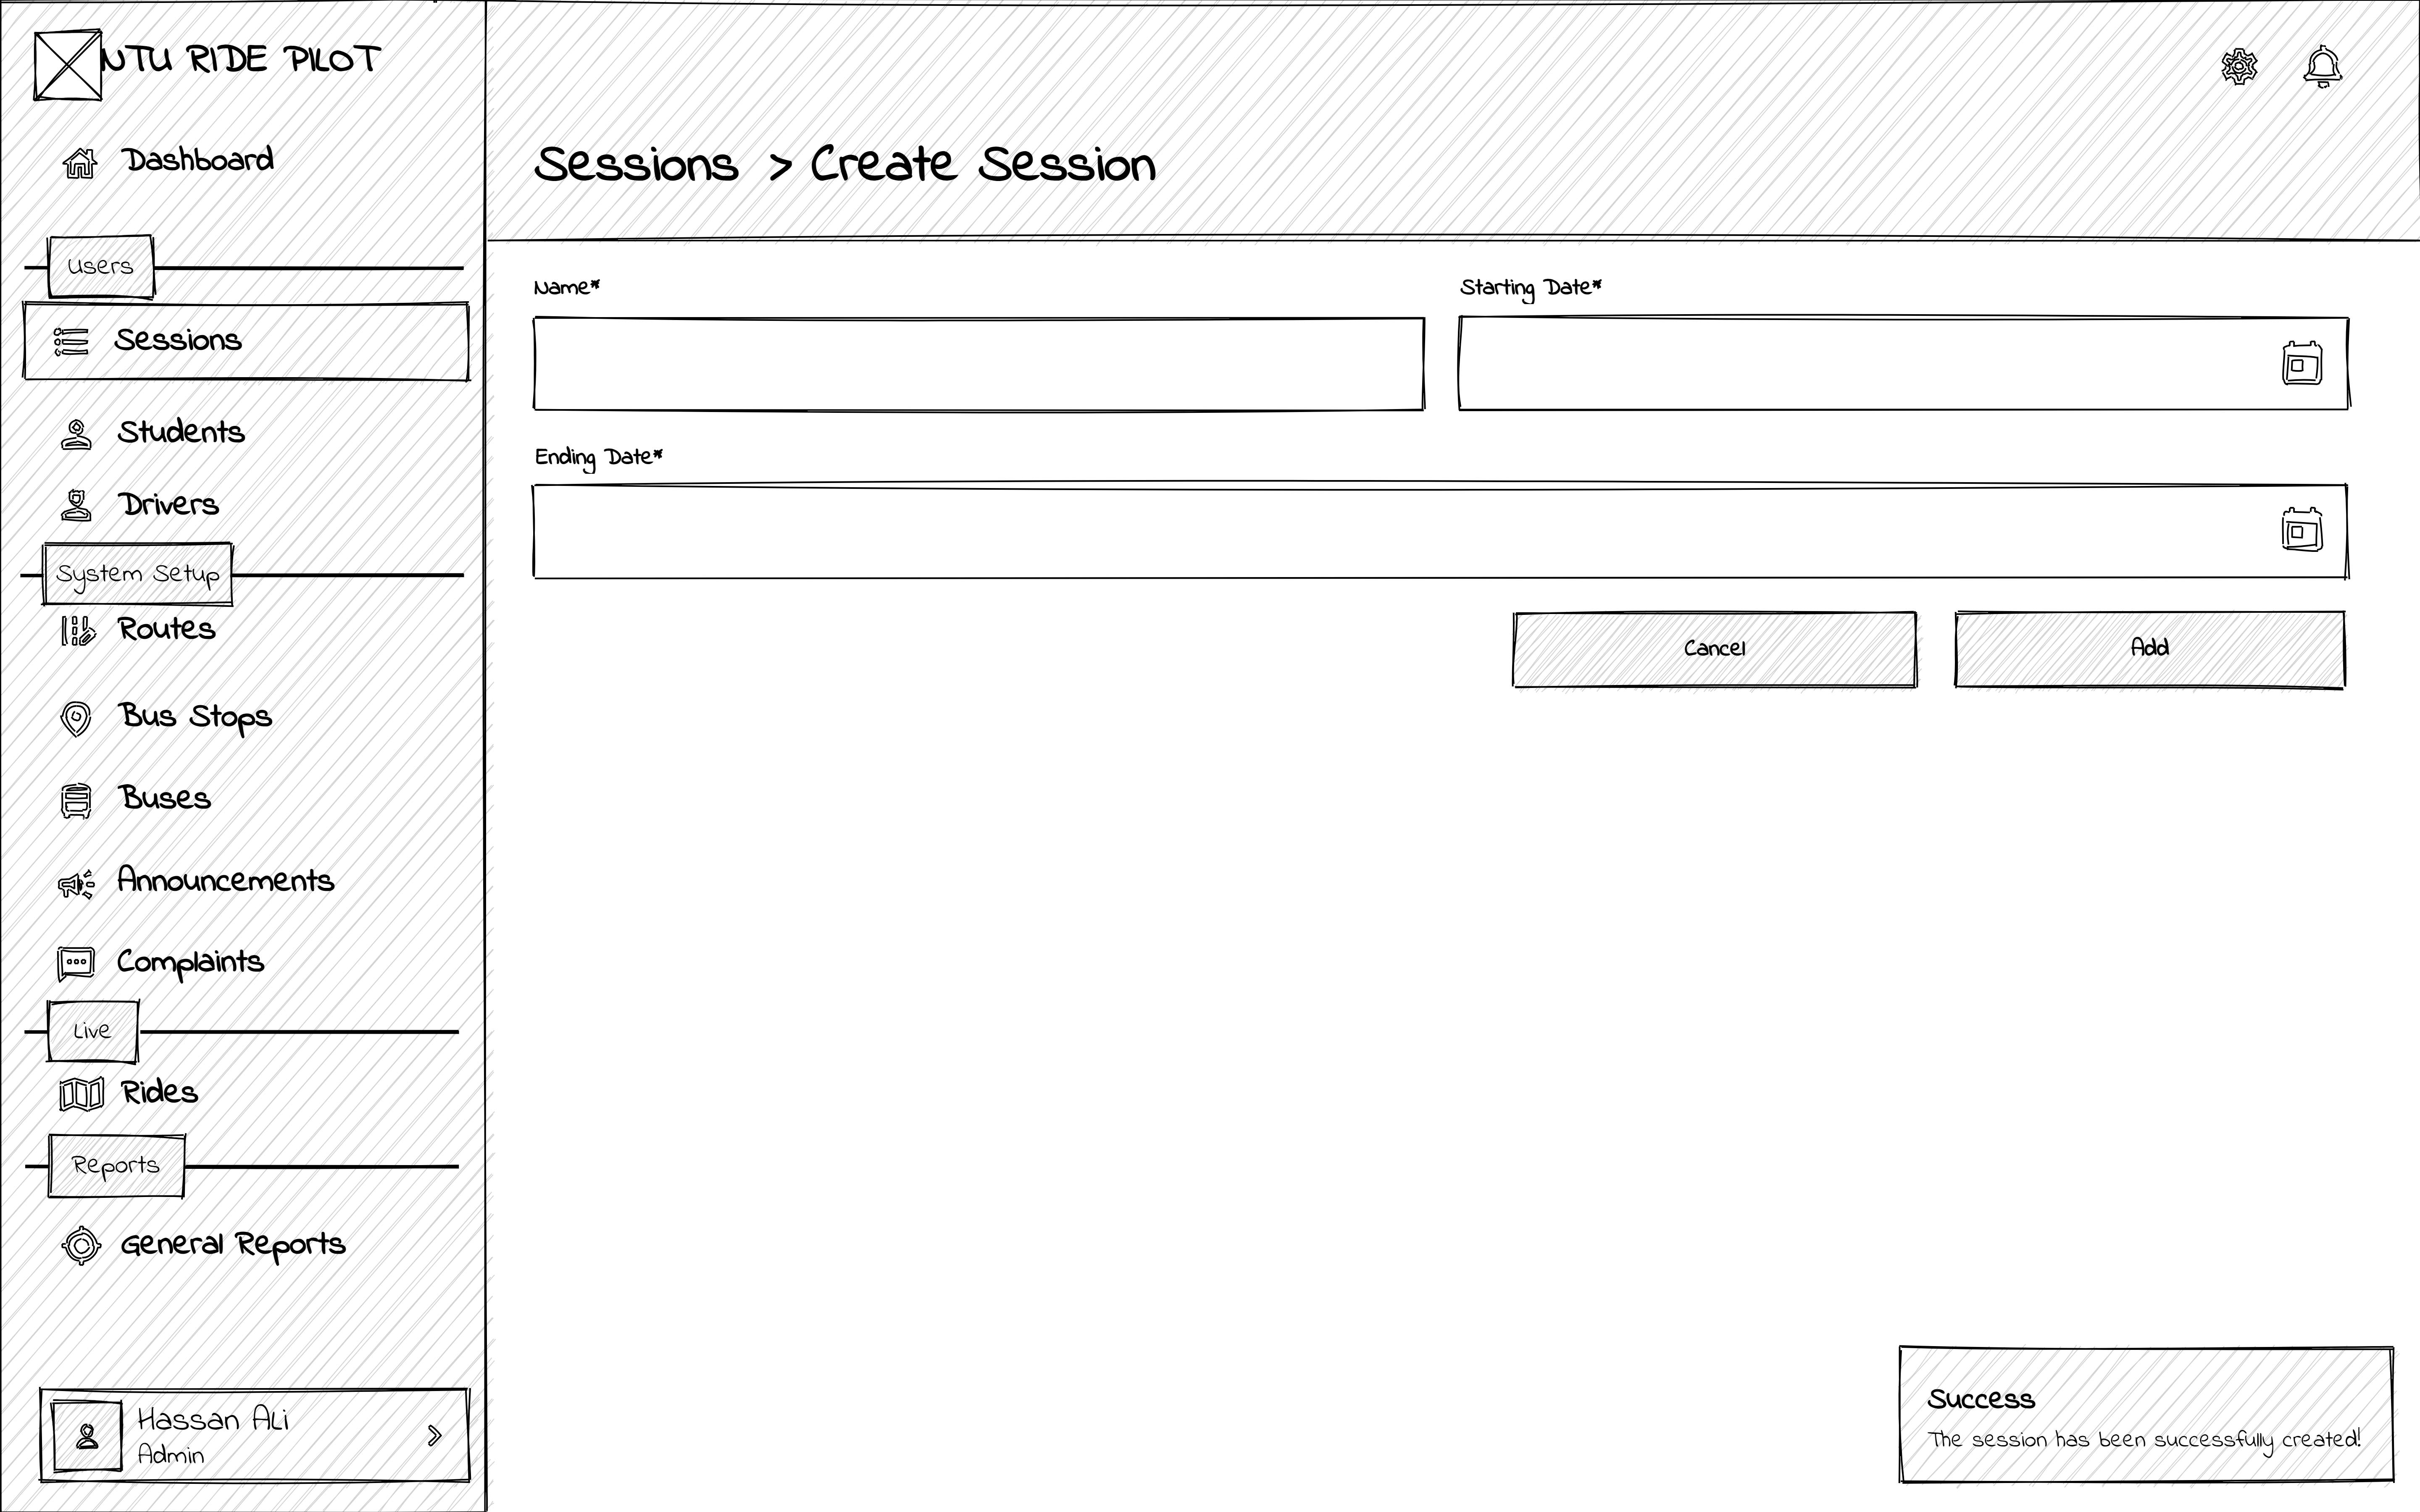 NTU RIDE PILOT
Dashboard
Users
Sessions
Students
Drivers
System Setup
Routes
Bus Stops
Buses
Announcements
Complaints
Live
Rides
Reports
General Reports
Hassan Ali
Admin
Sessions > Create Session
Name*
Starting Date*
Ending Date*
Cancel
Add
Success
The session has been successfully created!